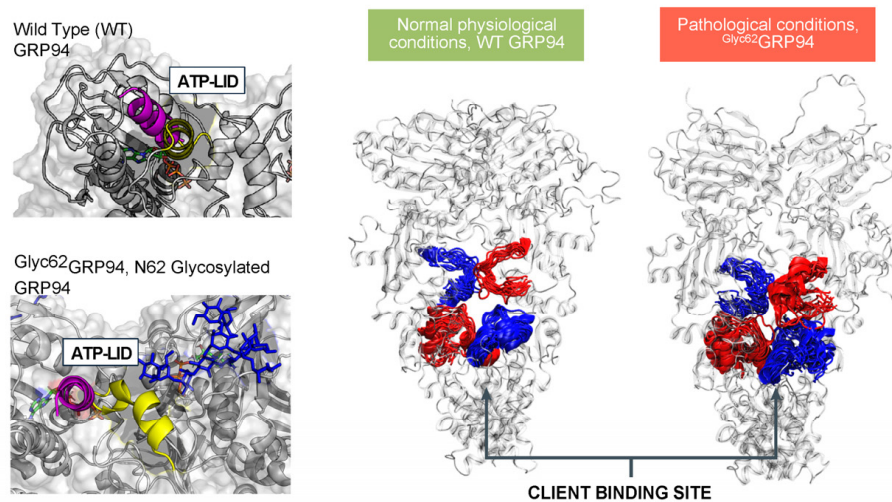 Wild Type (WT)
GRP94
ATP-LID
Glyc62GRP94, N62 Glycosylated
GRP94
ATP-LID
Normal physiological
conditions, WT GRP94
Pathological conditions,
Glyc62GRP94
CLIENT BINDING SITE